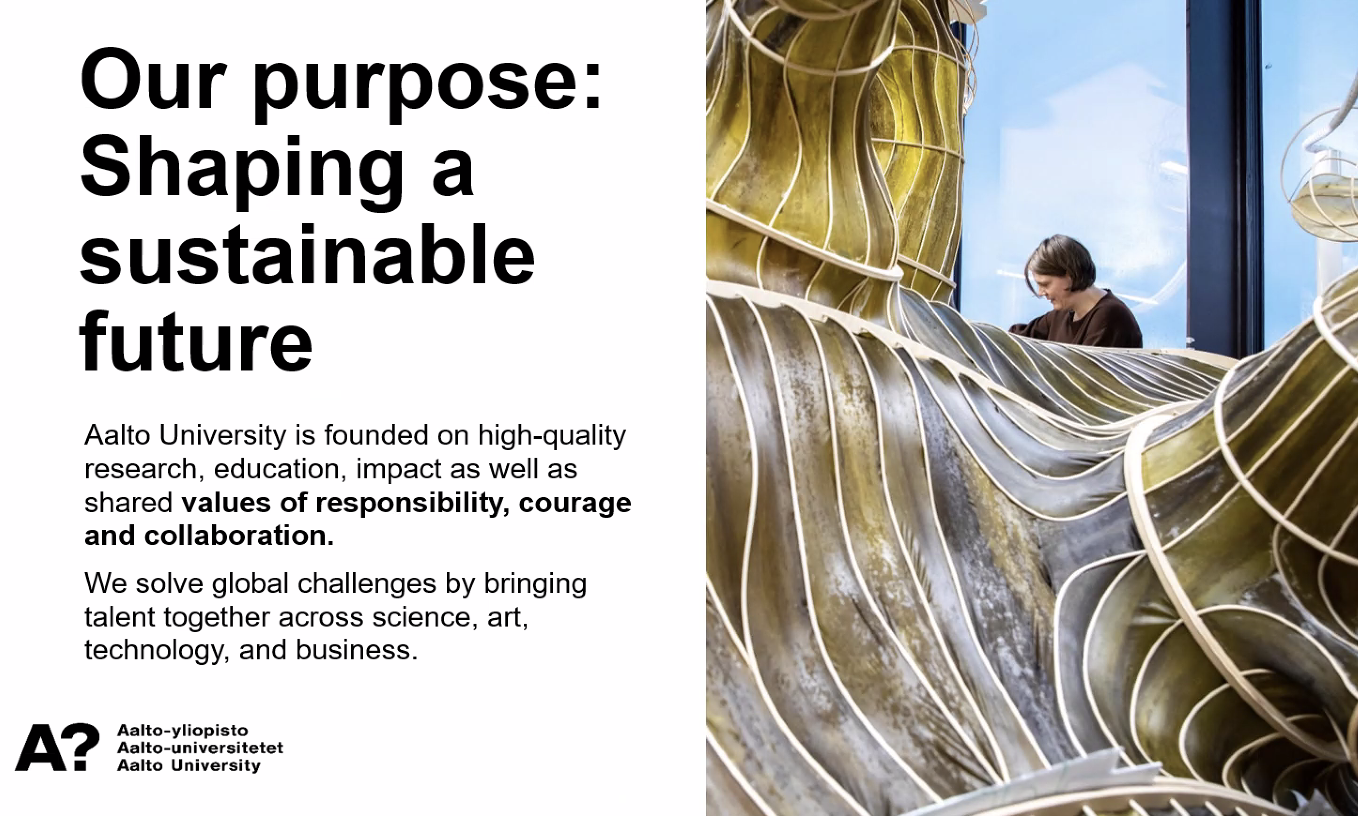 Our purpose:
Shaping a
sustainable
future
Aalto University is founded on high-quality
research, education, impact as well as
shared values of responsibility, courage
and collaboration.
We solve global challenges by bringing
talent together across science, art,
technology, and business.
A?
Aalto-yliopisto
Aalto-universitetet
Aalto University